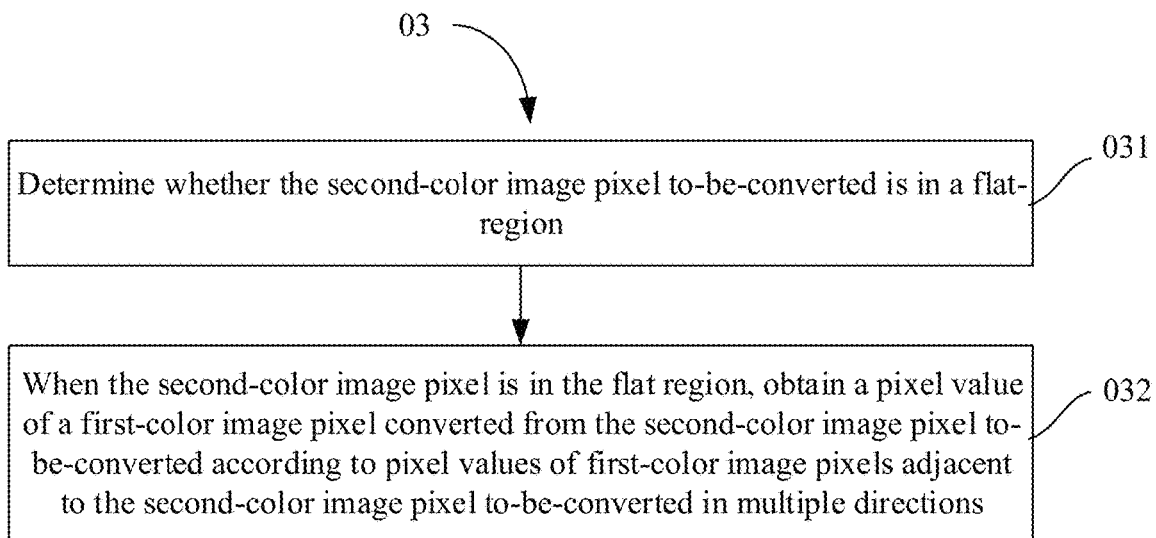 03
031
Determine whether the second-color image pixel to-be-converted is in a flat-
region
032
When the second-color image pixel is in the flat region, obtain a pixel value
of a first-color image pixel converted from the second-color image pixel to-
be-converted according to pixel values of first-color image pixels adjacent
to the second-color image pixel to-be-converted in multiple directions